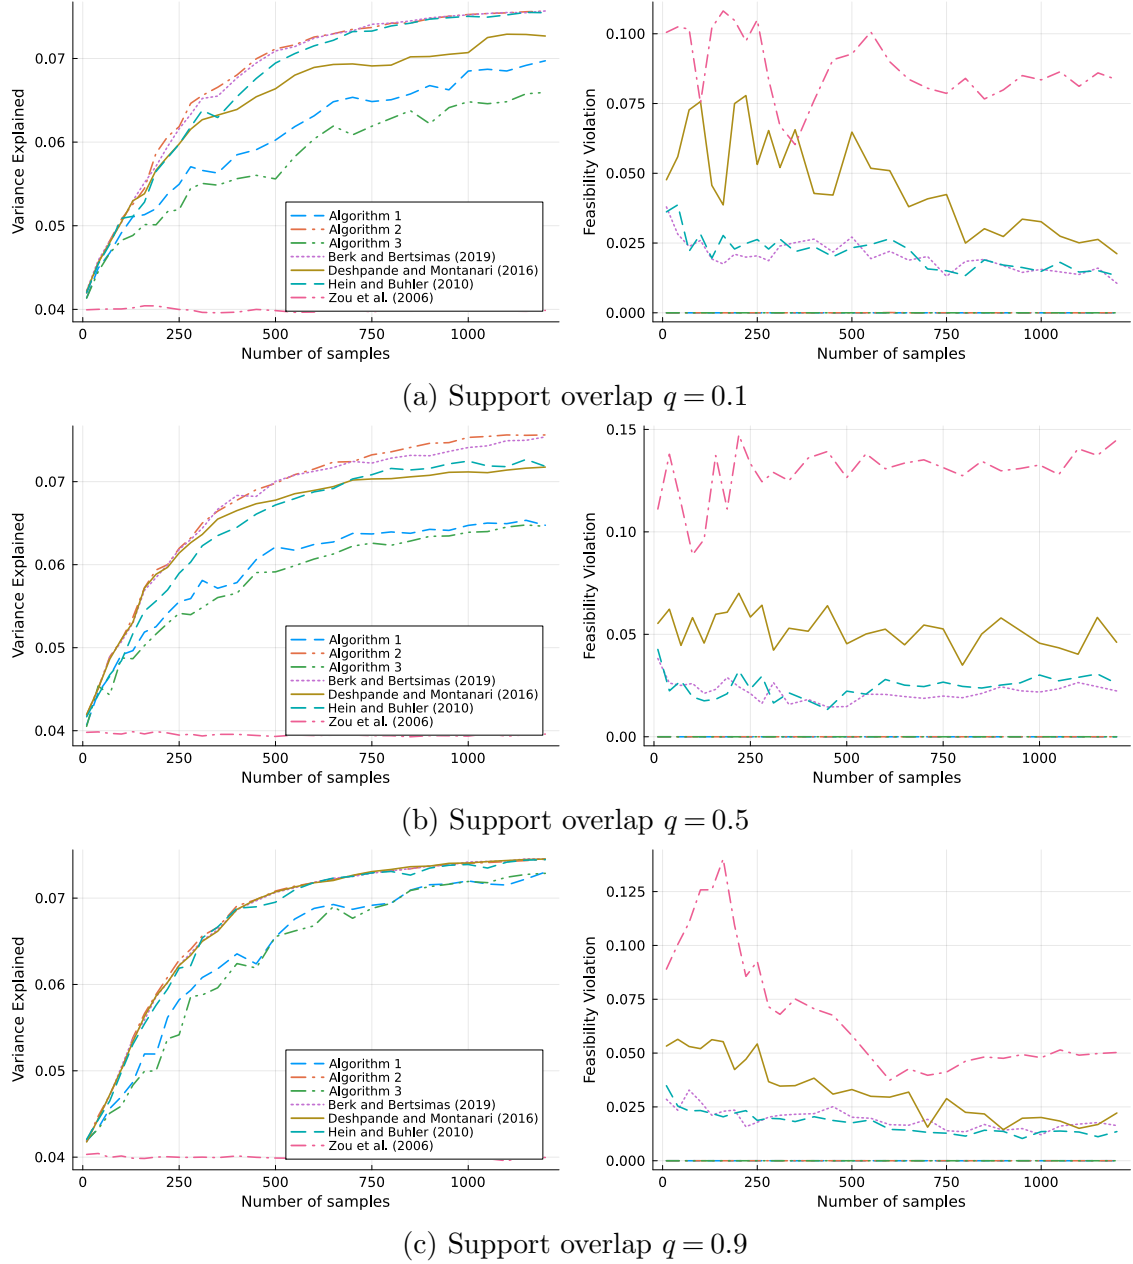 Variance Explained
0.07
0.06
0.05
0.04
0
250
500
750
1000
Number of samples
Algorithm 1
Algorithm 2
Algorithm 3
Berk and Bertsimas (2019)
Deshpande and Montanari (2016)
Hein and Buhler (2010)
Zou et al. (2006)
Feasibility Violation
0.100
0.075
0.050
0.025
0.000
0
250
500
750
1000
Number of samples
(a) Support overlap q = 0.1
Variance Explained
0.07
0.06
0.05
0.04
0
250
500
750
1000
Number of samples
Algorithm 1
Algorithm 2
Algorithm 3
Berk and Bertsimas (2019)
Deshpande and Montanari (2016)
Hein and Buhler (2010)
Zou et al. (2006)
Feasibility Violation
0.15
0.10
0.05
0.00
0
250
500
750
1000
Number of samples
(b) Support overlap q = 0.5
Variance Explained
0.07
0.06
0.05
0.04
0
250
500
750
1000
Number of samples
Algorithm 1
Algorithm 2
Algorithm 3
Berk and Bertsimas (2019)
Deshpande and Montanari (2016)
Hein and Buhler (2010)
Zou et al. (2006)
Feasibility Violation
0.125
0.100
0.075
0.050
0.025
0.000
0
250
500
750
1000
Number of samples
(c) Support overlap q = 0.9